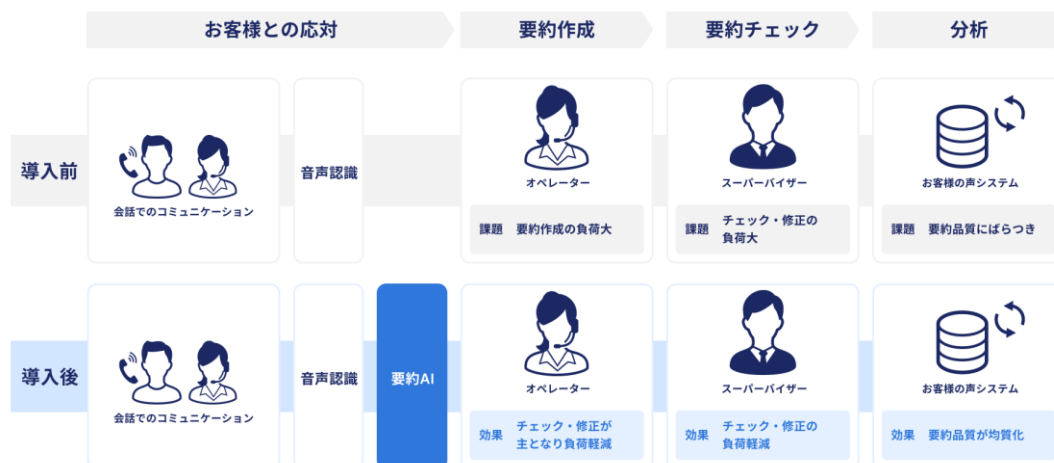 お客様との応対
要約作成
要約チェック
分析
導入前
会話でのコミュニケーション
音声認識
オペレーター
課題 要約作成の負荷大
スーパーバイザー
課題 チェック・修正の
負荷大
お客様の声システム
課題 要約品質にばらつき
導入後
会話でのコミュニケーション
音声認識
要約AI
オペレーター
効果 チェック・修正が
主となり負荷軽減
スーパーバイザー
効果 チェック・修正の
負荷軽減
お客様の声システム
効果 要約品質が均質化